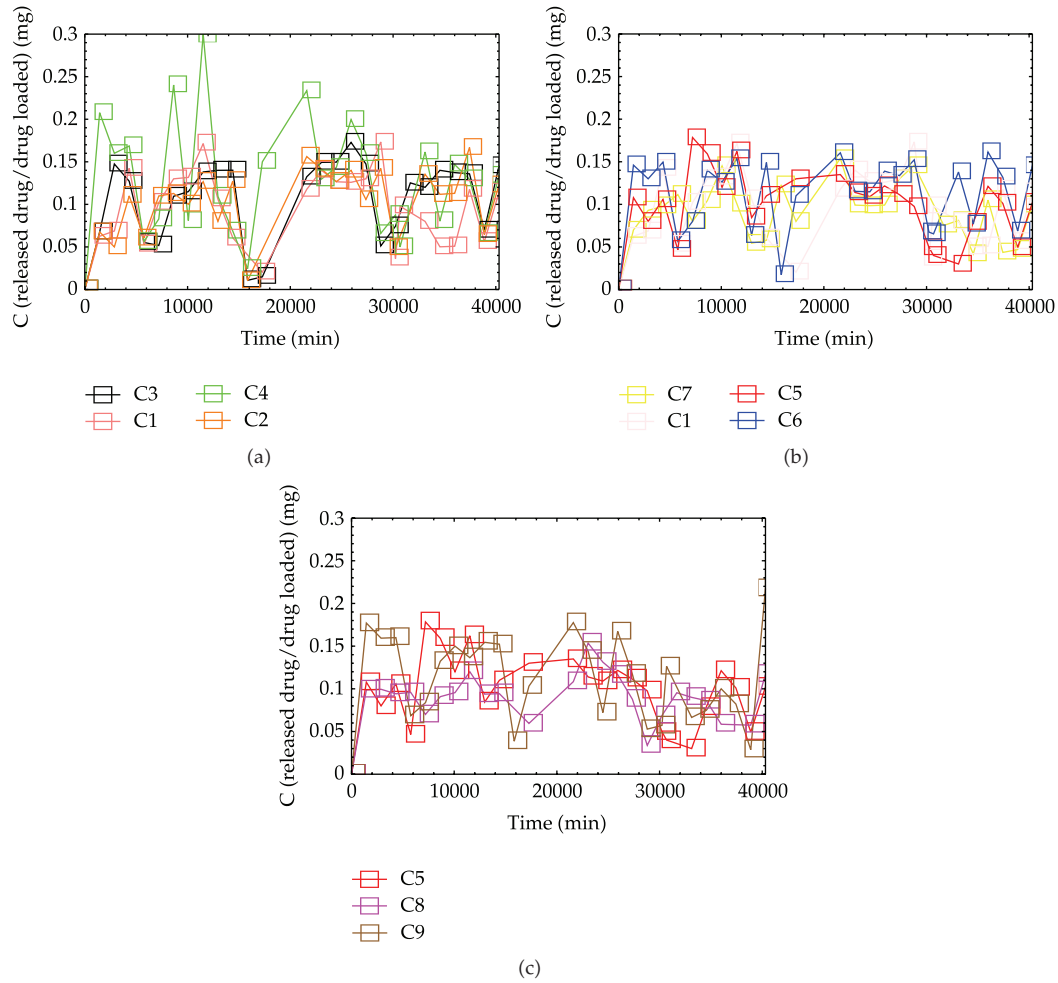 C (released drug/drug loaded) (mg)
0.3
0.25
0.2
0.15
0.1
0.05
0
0 10000 20000 30000 40000
Time (min)
C3 C4
C1 C2
(a)
C (released drug/drug loaded) (mg)
0.3
0.25
0.2
0.15
0.1
0.05
0
0 10000 20000 30000 40000
Time (min)
C7 C5
C1 C6
(b)
C (released drug/drug loaded) (mg)
0.3
0.25
0.2
0.15
0.1
0.05
0
0 10000 20000 30000 40000
Time (min)
C5
C8
C9
(c)